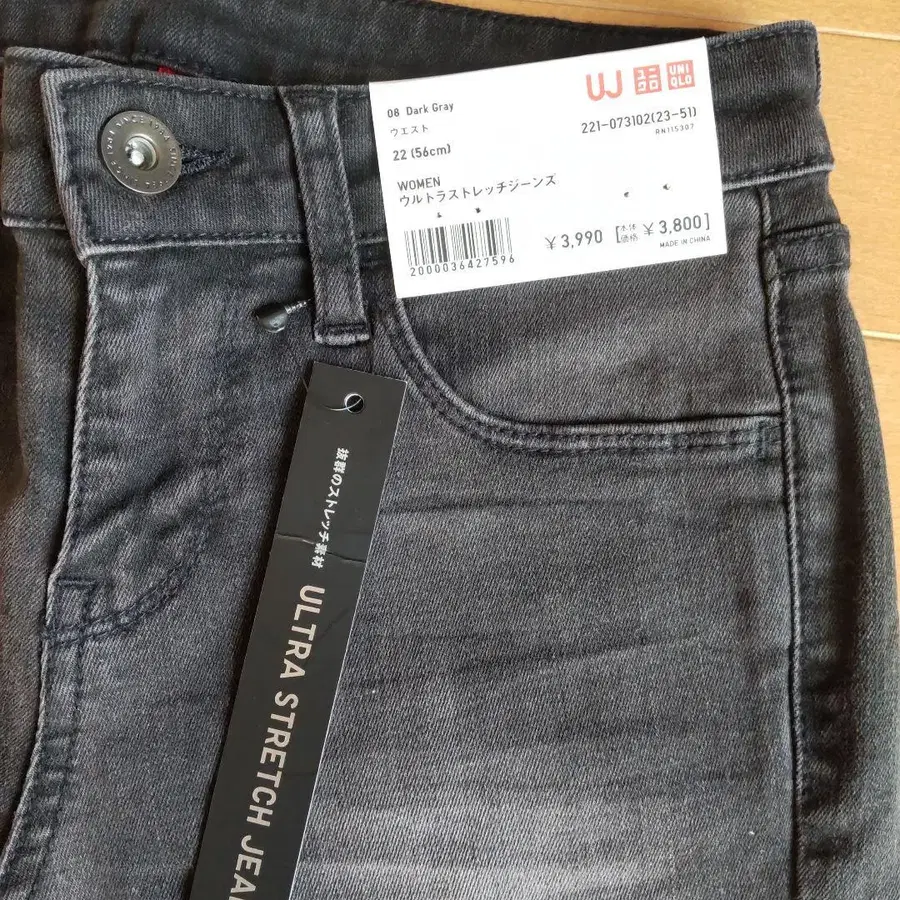 08 Dark Gray
ウエスト
22 (56cm)
WOMEN
ウルトラストレッチジーンズ
UJ
ユニクロ
UNIQLO
221-073102(23-51)
RN115307
2000036427596
¥3,990 [本体価格 ¥3,800]
MADE IN CHINA
抜群のストレッチ素材
ULTRA STRETCH JEA